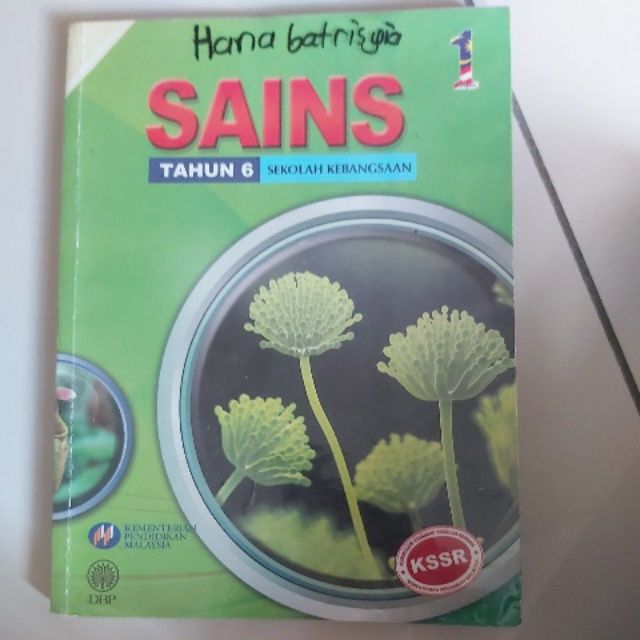 Hana batrisyia
1
SAINS
TAHUN 6 SEKOLAH KEBANGSAAN
KEMENTERIAN
PENDIDIKAN
MALAYSIA
DBP
KSSR